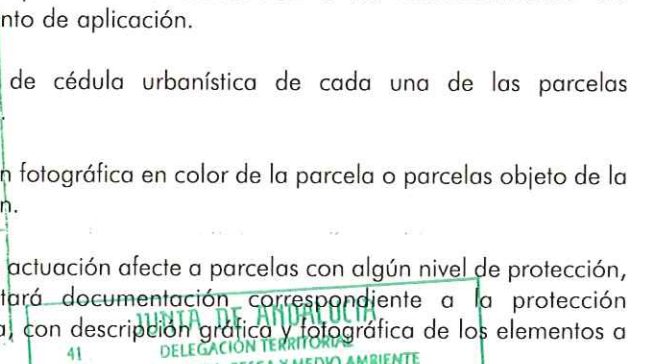 nto de aplicación.
de cédula urbanística de cada una de las parcelas
.
n fotográfica en color de la parcela o parcelas objeto de la
n.
actuación afecte a parcelas con algún nivel de protección,
tará documentación correspondiente a la protección
a, con descripción gráfica y fotográfica de los elementos a
JUNTA DE ANDALUCIA
41 DELEGACIÓN TERRITORIAL
Y MEDIO AMBIENTE